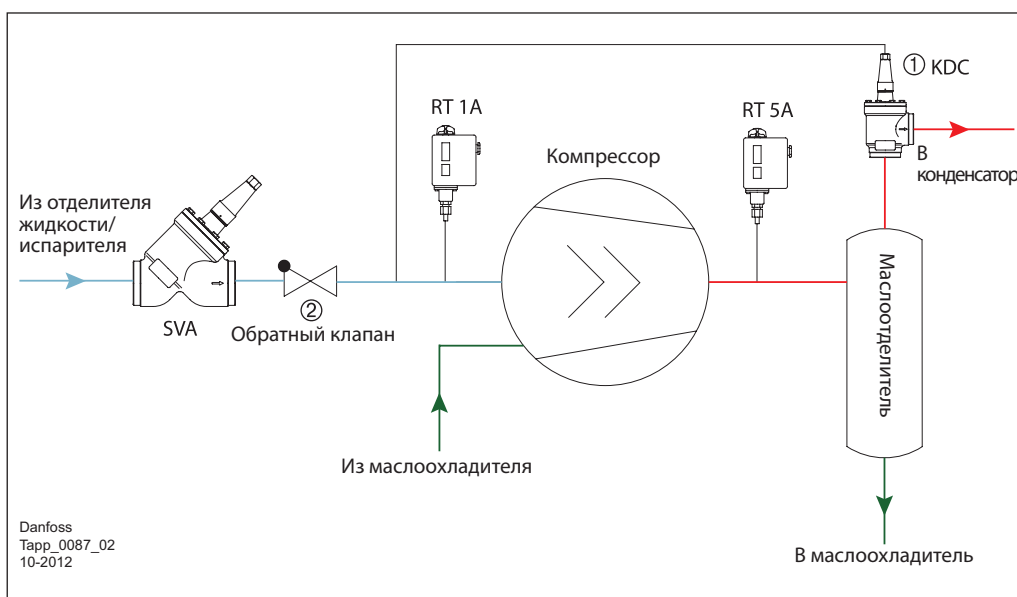 ① KDC
RT 1A
RT 5A
Компрессор
В
конденсатор
Из отделителя
жидкости/
испарителя
SVA
②
Обратный клапан
Маслоотделитель
Из маслоохладителя
В маслоохладитель
Danfoss
Tapp_0087_02
10-2012